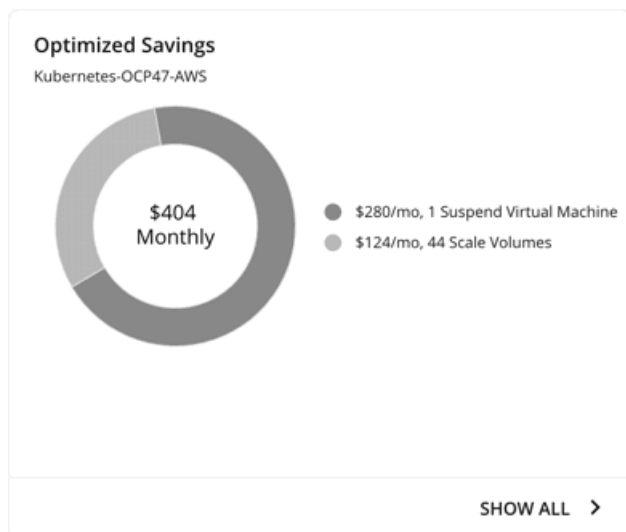 Optimized Savings
Kubernetes-OCP47-AWS
$404
Monthly
$280/mo, 1 Suspend Virtual Machine
$124/mo, 44 Scale Volumes
SHOW ALL